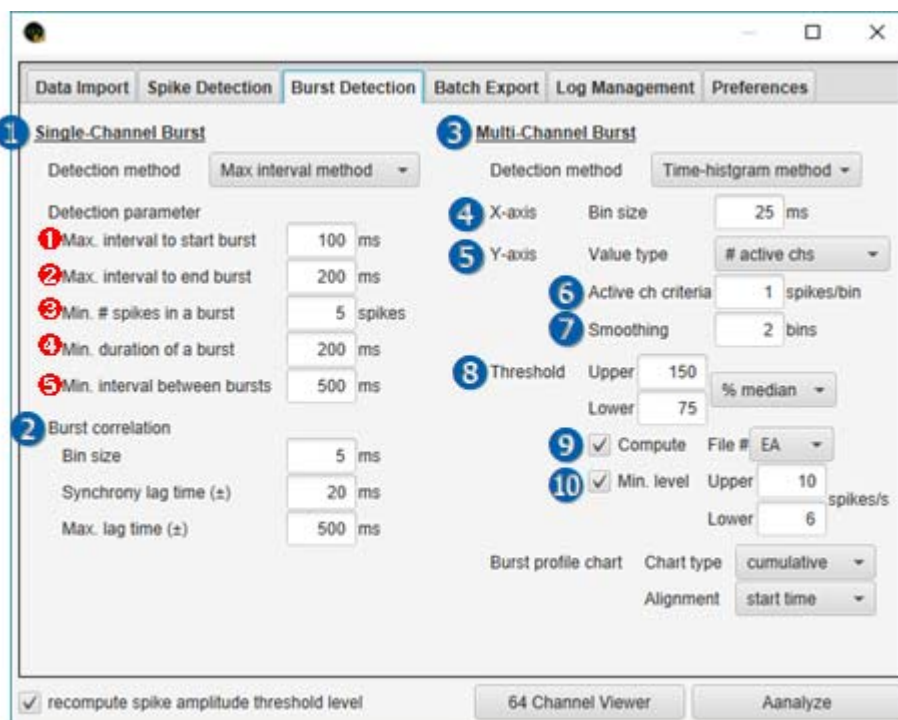 Data Import Spike Detection Burst Detection Batch Export Log Management Preferences
1 Single-Channel Burst
Detection method Max interval method
Detection parameter
1 Max. interval to start burst 100 ms
2 Max. interval to end burst 200 ms
3 Min. # spikes in a burst 5 spikes
4 Min. duration of a burst 200 ms
5 Min. interval between bursts 500 ms
2 Burst correlation
Bin size 5 ms
Synchrony lag time (±) 20 ms
Max. lag time (±) 500 ms
3 Multi-Channel Burst
Detection method Time-histgram method
4 X-axis Bin size 25 ms
5 Y-axis Value type # active chs
6 Active ch criteria 1 spikes/bin
7 Smoothing 2 bins
8 Threshold Upper 150 % median
Lower 75
9 Compute File # EA
10 Min. level Upper 10 spikes/s
Lower 6
Burst profile chart Chart type cumulative
Alignment start time
recompute spike amplitude threshold level 64 Channel Viewer Aanalyze